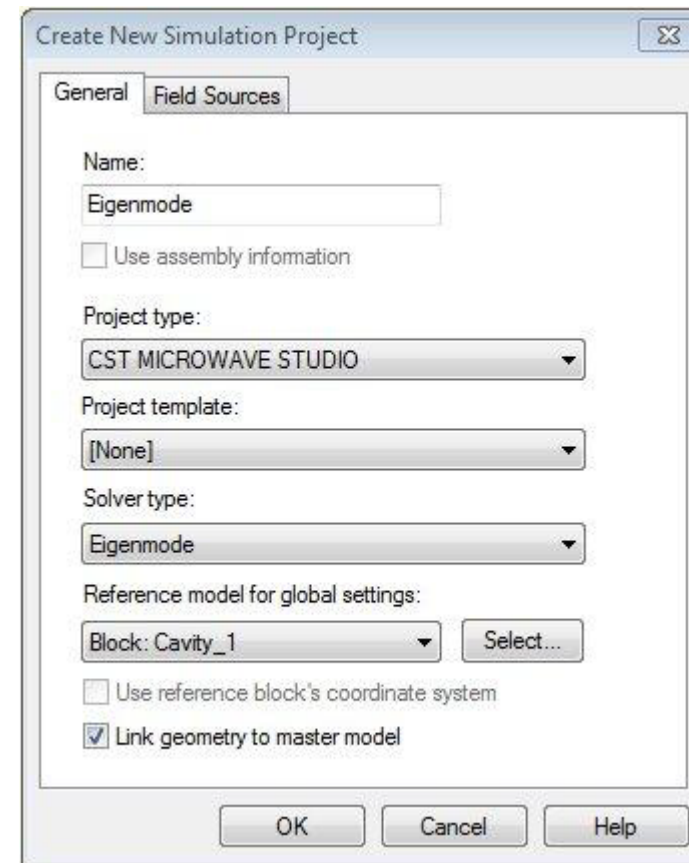 Create New Simulation Project
General Field Sources
Name:
Eigenmode
Use assembly information
Project type:
CST MICROWAVE STUDIO
Project template:
[None]
Solver type:
Eigenmode
Reference model for global settings:
Block: Cavity_1 Select...
Use reference block's coordinate system
Link geometry to master model
OK Cancel Help